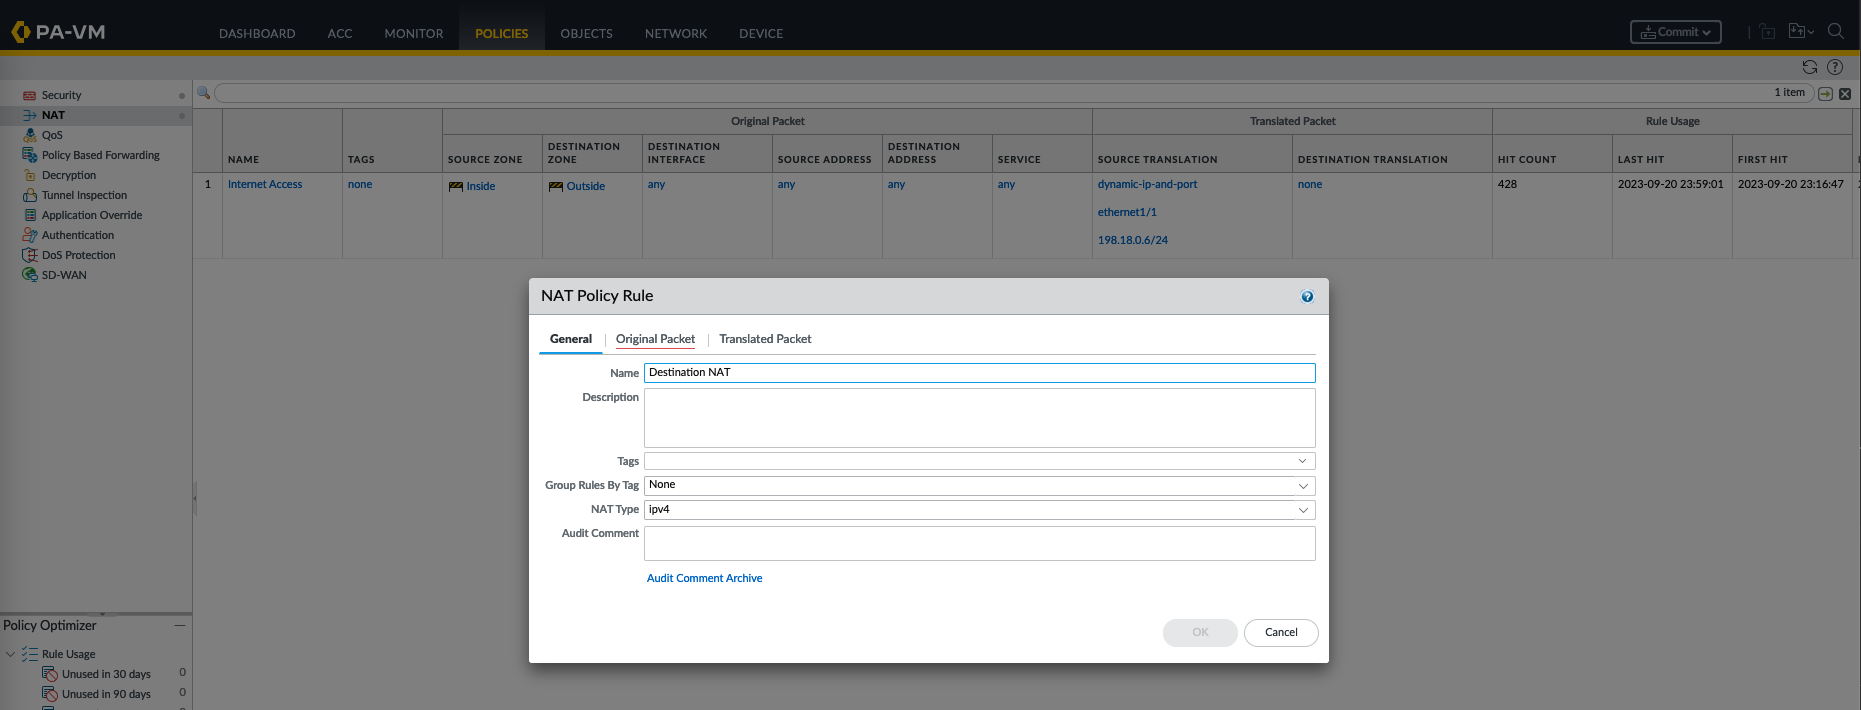 PA-VM
DASHBOARD ACC MONITOR POLICIES OBJECTS NETWORK DEVICE
Commit
Security
NAT
QoS
Policy Based Forwarding
Decryption
Tunnel Inspection
Application Override
Authentication
DoS Protection
SD-WAN
1 item
Original Packet Translated Packet Rule Usage
NAME TAGS SOURCE ZONE DESTINATION ZONE DESTINATION INTERFACE SOURCE ADDRESS DESTINATION ADDRESS SERVICE SOURCE TRANSLATION DESTINATION TRANSLATION HIT COUNT LAST HIT FIRST HIT
1 Internet Access none Inside Outside any any any any dynamic-ip-and-port none 428 2023-09-20 23:59:01 2023-09-20 23:16:47
ethernet1/1
198.18.0.6/24
NAT Policy Rule
General Original Packet Translated Packet
Name Destination NAT
Description
Tags
Group Rules By Tag None
NAT Type ipv4
Audit Comment
Audit Comment Archive
OK Cancel
Policy Optimizer
Rule Usage
Unused in 30 days 0
Unused in 90 days 0